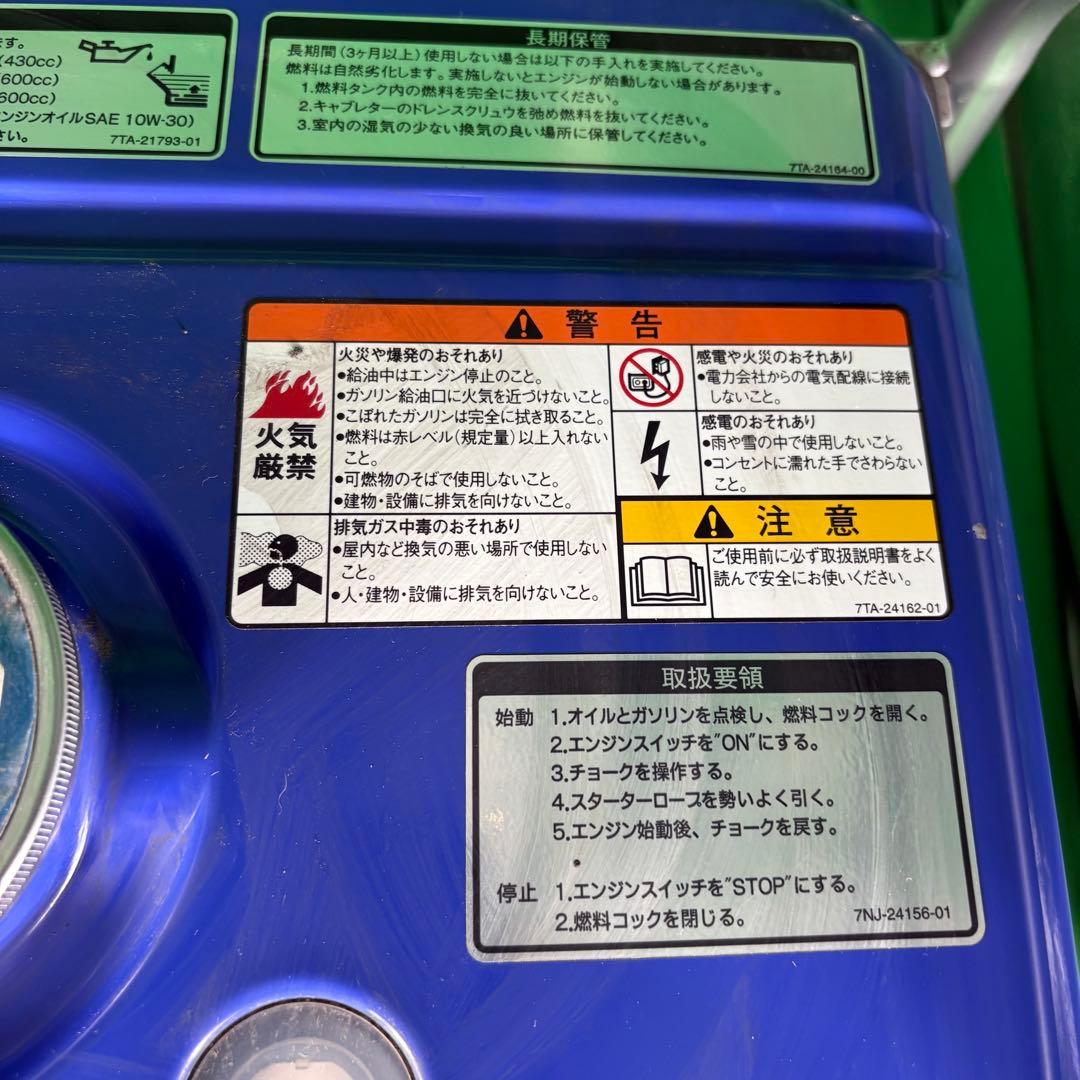 ます。
(430cc)
(600cc)
600cc)
ンジンオイルSAE 10W-30)
さい。
7TA-21793-01
長期保管
長期間(3ヶ月以上)使用しない場合は以下の手入れを実施してください。
燃料は自然劣化します。実施しないとエンジンが始動しない場合があります。
1.燃料タンク内の燃料を完全に抜いてください。
2.キャブレターのドレンスクリュウを弛め燃料を抜いてください。
3.室内の湿気の少ない換気の良い場所に保管してください。
7TA-24164-00
警告
火気
厳禁
火災や爆発のおそれあり
●給油中はエンジン停止のこと。
●ガソリン給油口に火気を近づけないこと。
●こぼれたガソリンは完全に拭き取ること。
●燃料は赤レベル(規定量)以上入れない
こと。
●可燃物のそばで使用しないこと。
●建物・設備に排気を向けないこと。
排気ガス中毒のおそれあり
●屋内など換気の悪い場所で使用しない
こと。
●人・建物・設備に排気を向けないこと。
感電や火災のおそれあり
●電力会社からの電気配線に接続
しないこと。
感電のおそれあり
●雨や雪の中で使用しないこと。
●コンセントに濡れた手でさわらない
こと。
注意
ご使用前に必ず取扱説明書をよく
読んで安全にお使いください。
7TA-24162-01
取扱要領
始動 1.オイルとガソリンを点検し、燃料コックを開く。
2.エンジンスイッチを"ON"にする。
3.チョークを操作する。
4.スターターロープを勢いよく引く。
5.エンジン始動後、チョークを戻す。
停止 1.エンジンスイッチを"STOP"にする。
2.燃料コックを閉じる。
7NJ-24156-01